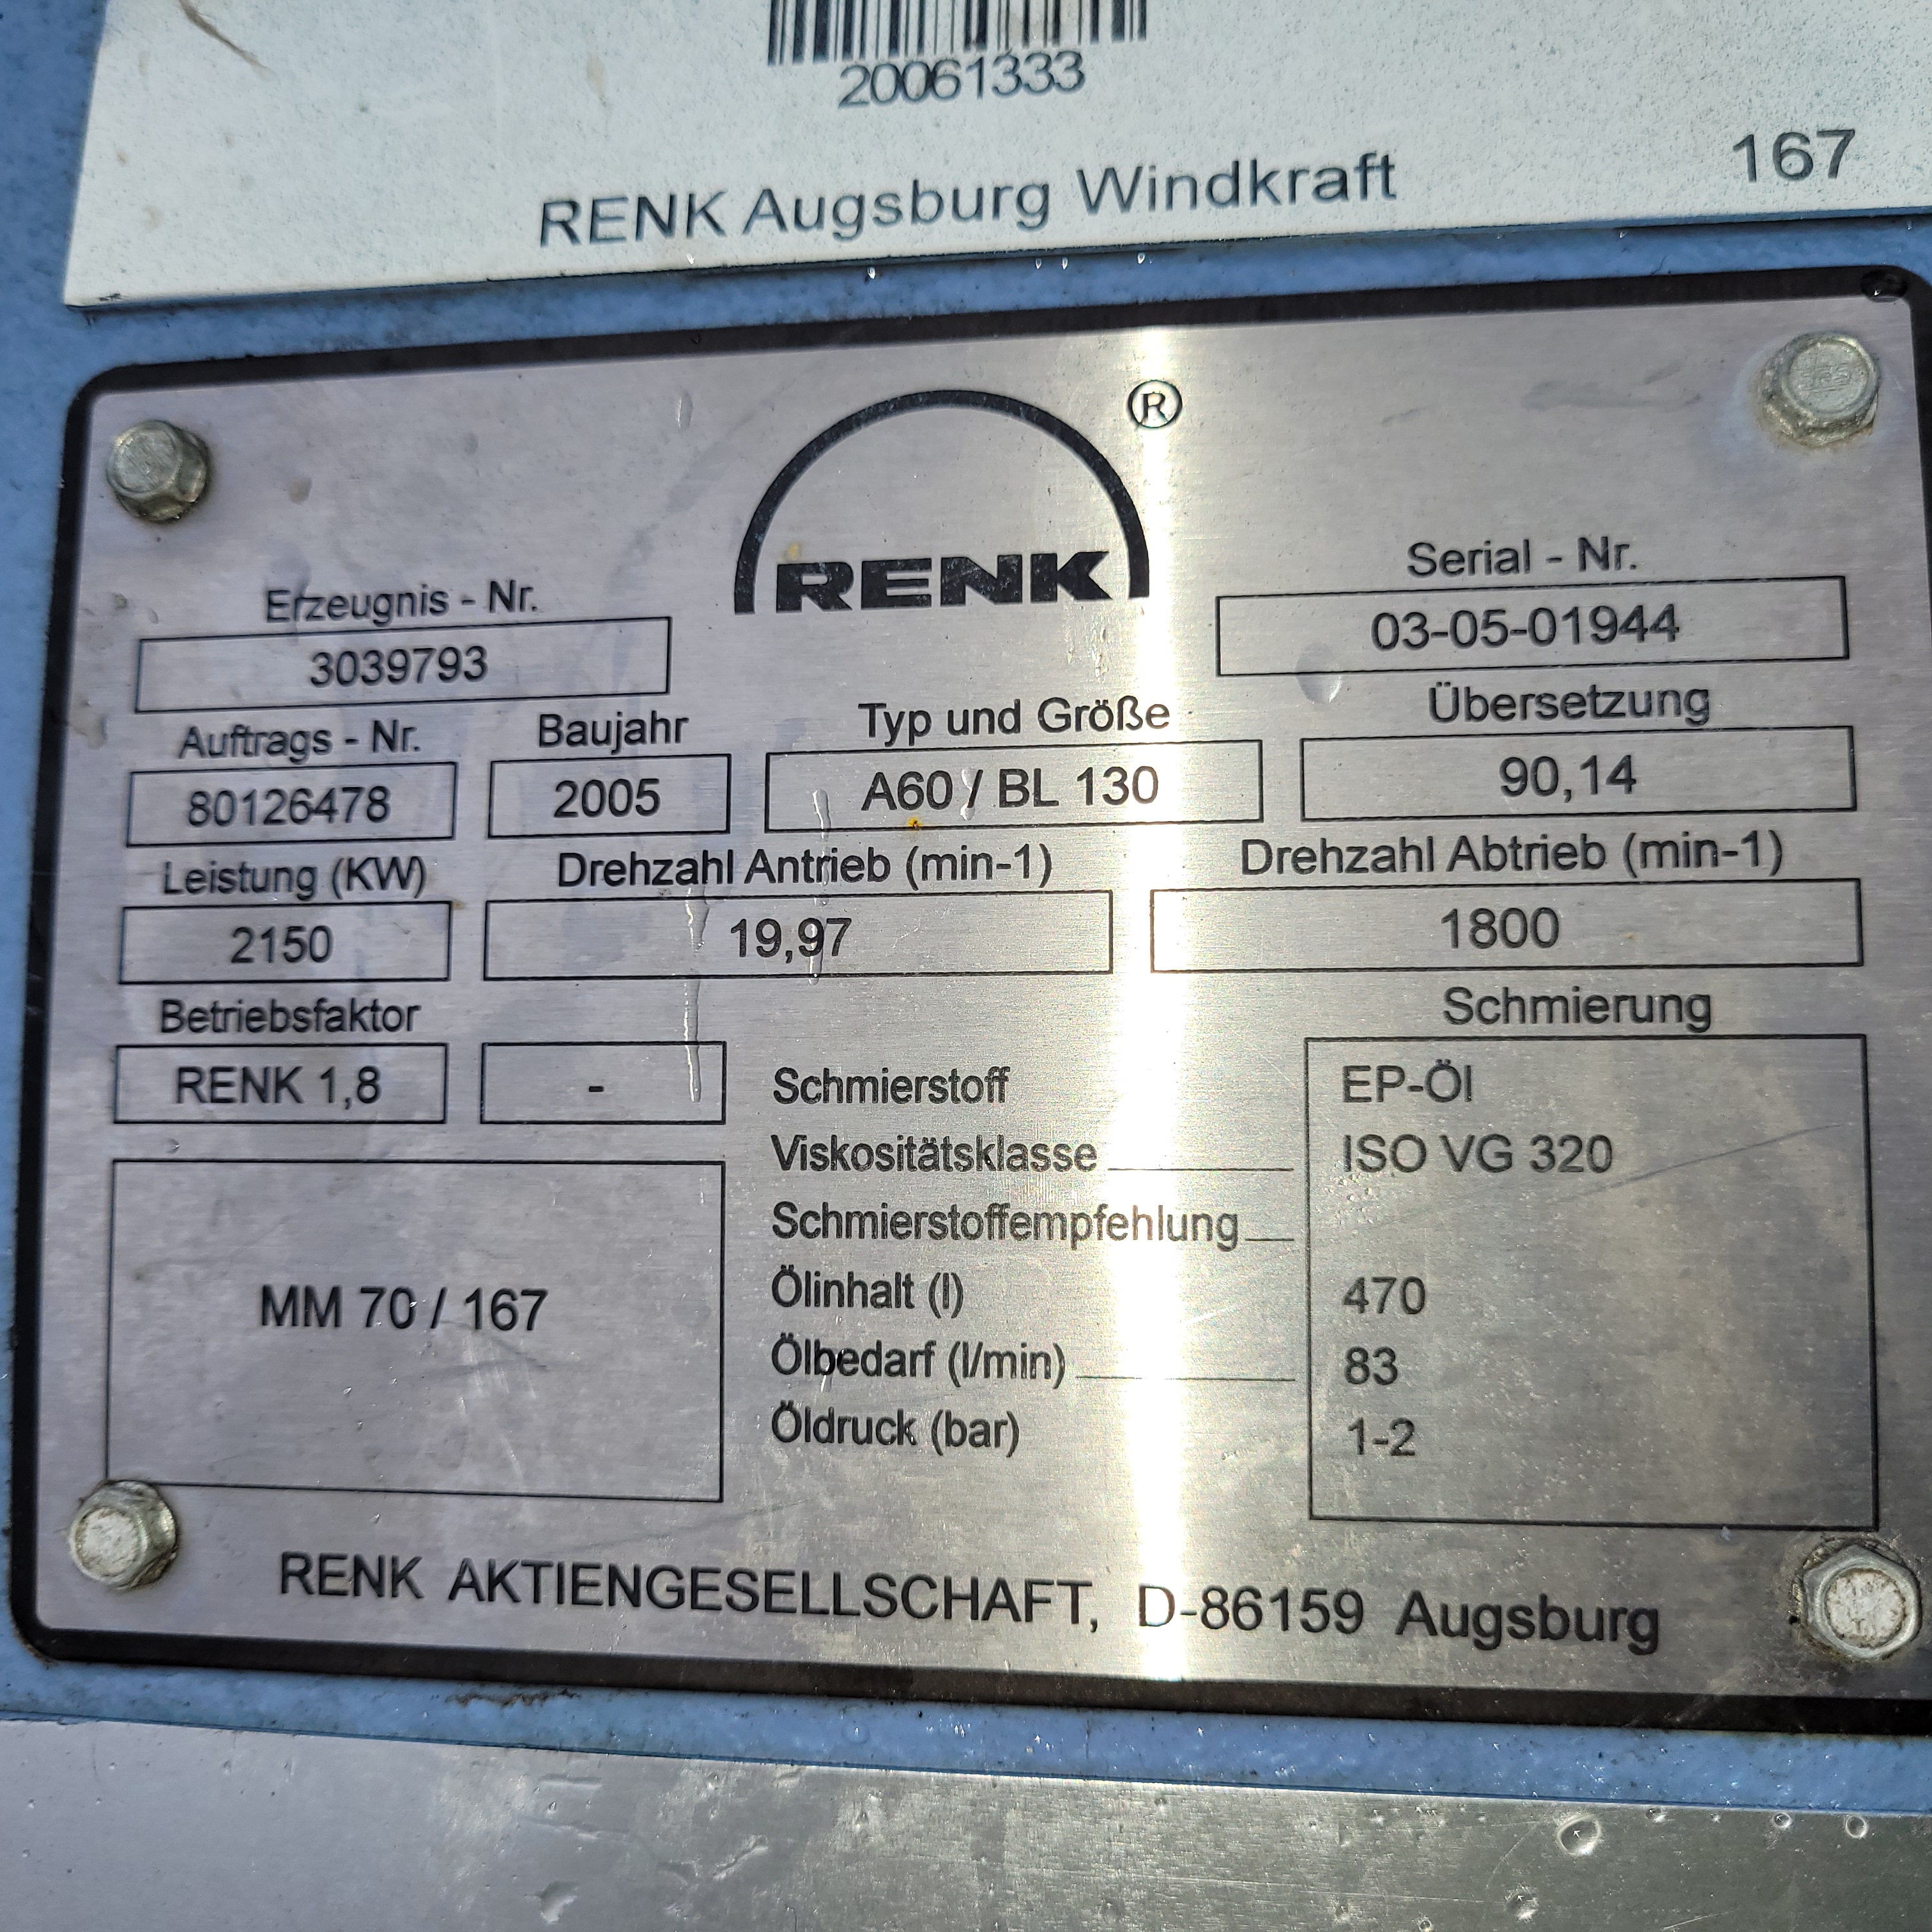 20061333
RENK Augsburg Windkraft 167
RENK ®
Erzeugnis - Nr. Serial - Nr.
3039793 03-05-01944
Auftrags - Nr. Baujahr Typ und Größe Übersetzung
80126478 2005 A60 / BL 130 90,14
Leistung (KW) Drehzahl Antrieb (min-1) Drehzahl Abtrieb (min-1)
2150 19,97 1800
Betriebsfaktor Schmierung
RENK 1,8 - Schmierstoff EP-Öl
Viskositätsklasse ISO VG 320
Schmierstoffempfehlung
MM 70 / 167
Ölinhalt (l) 470
Ölbedarf (l/min) 83
Öldruck (bar) 1-2
RENK AKTIENGESELLSCHAFT, D-86159 Augsburg